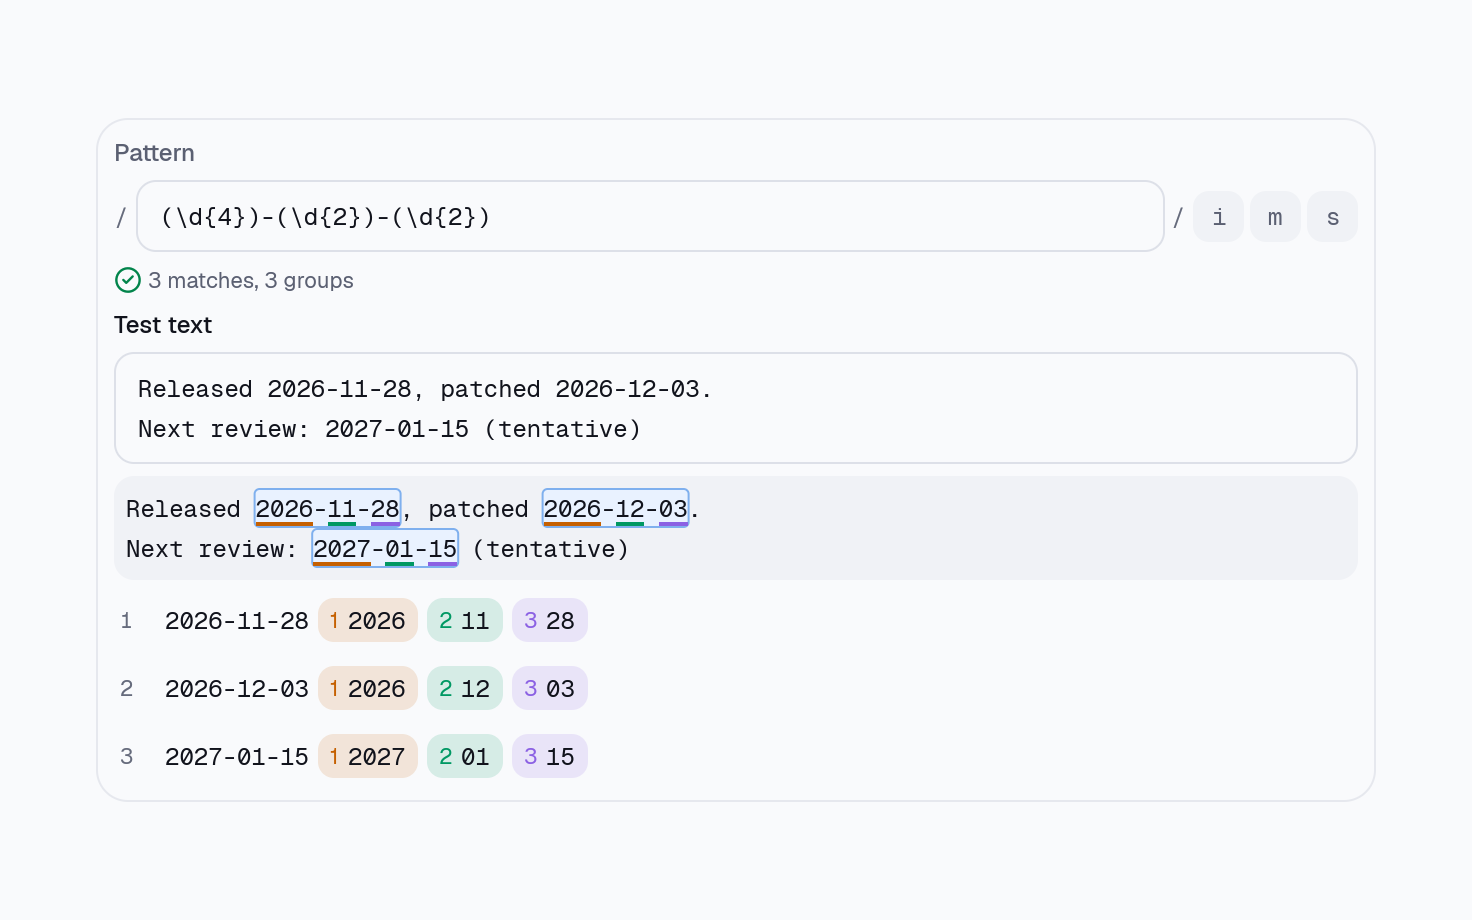 Pattern
/ (\d{4})-(\d{2})-(\d{2}) / i m s
3 matches, 3 groups
Test text
Released 2026-11-28, patched 2026-12-03.
Next review: 2027-01-15 (tentative)
Released 2026-11-28, patched 2026-12-03.
Next review: 2027-01-15 (tentative)
1 2026-11-28 1 2026 2 11 3 28
2 2026-12-03 1 2026 2 12 3 03
3 2027-01-15 1 2027 2 01 3 15